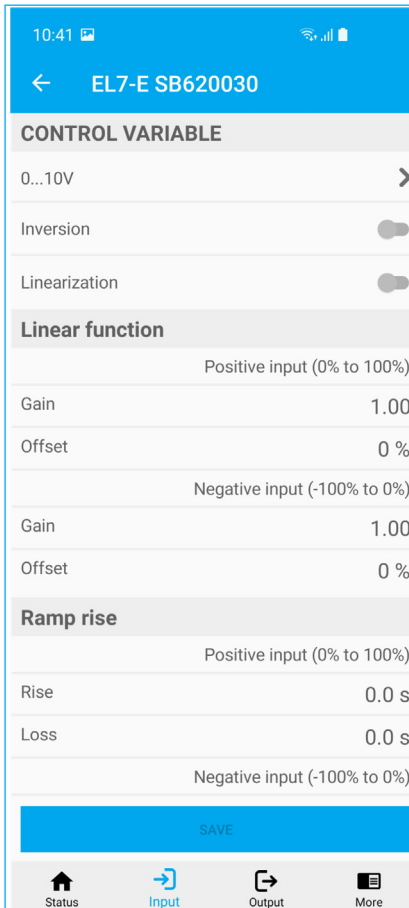 10:41
EL7-E SB620030
CONTROL VARIABLE
0...10V
Inversion
Linearization
Linear function
Positive input (0% to 100%)
Gain 1.00
Offset 0 %
Negative input (-100% to 0%)
Gain 1.00
Offset 0 %
Ramp rise
Positive input (0% to 100%)
Rise 0.0 s
Loss 0.0 s
Negative input (-100% to 0%)
SAVE
Status Input Output More